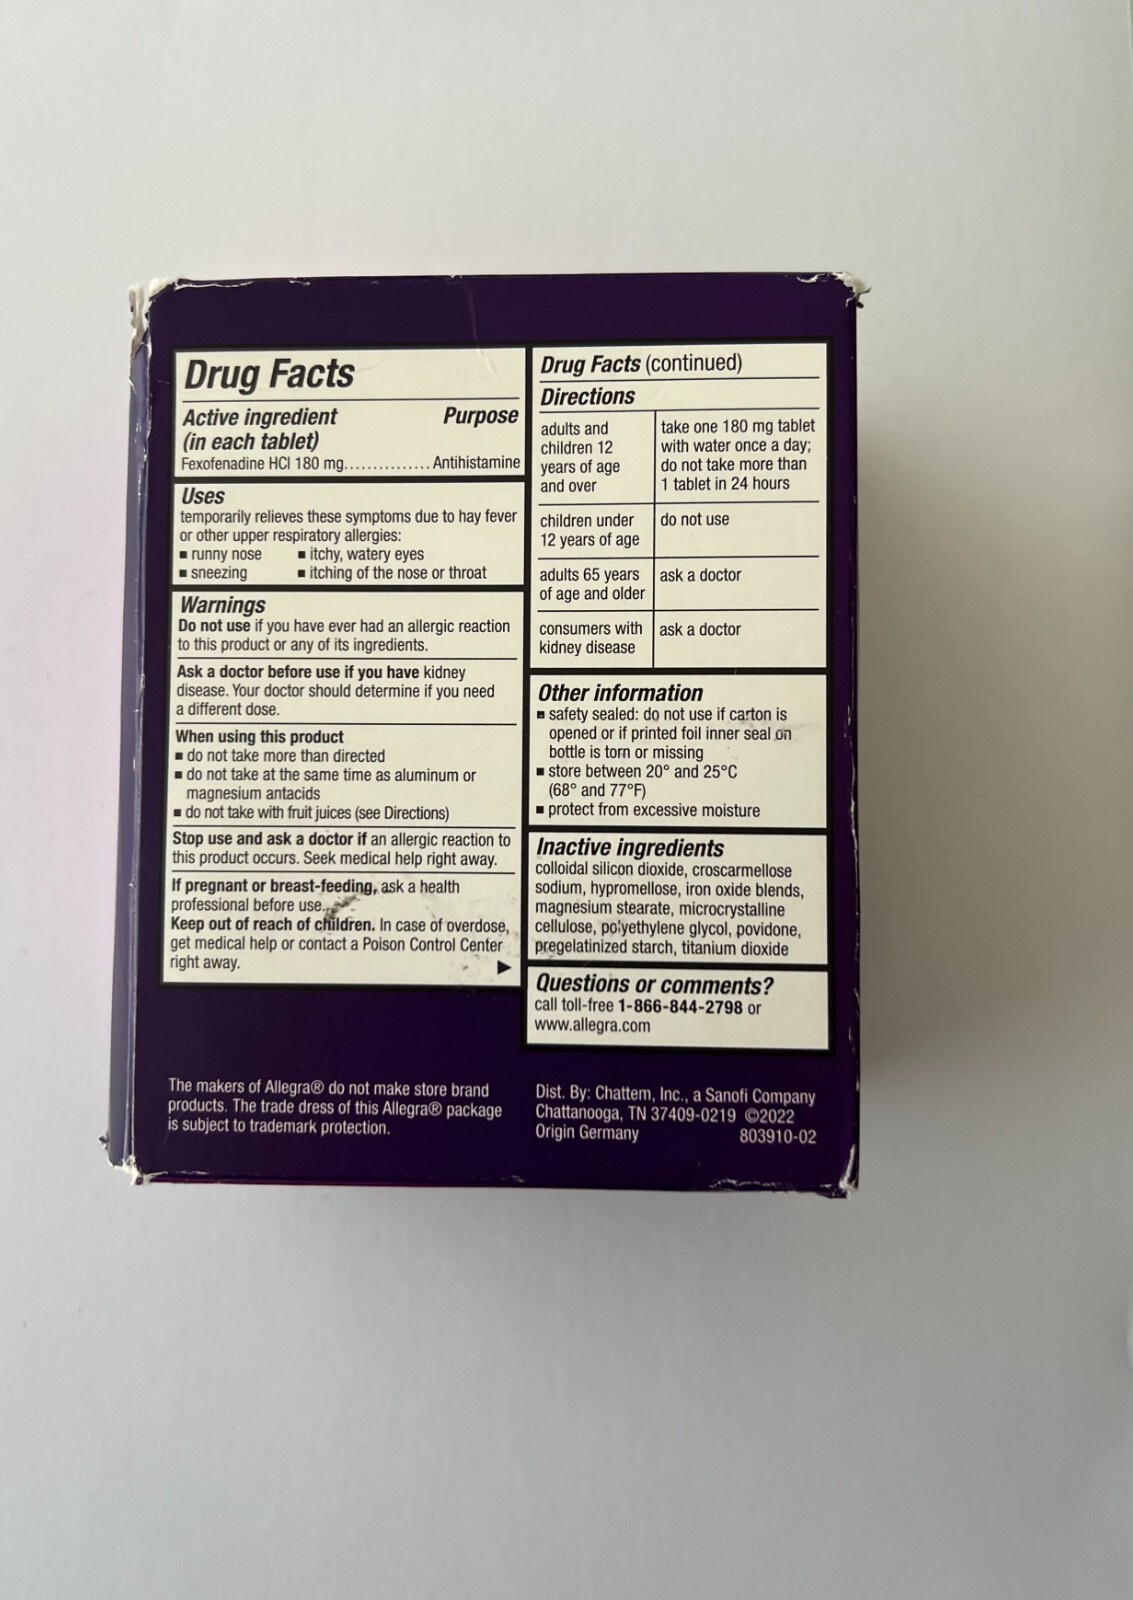 Drug Facts
Active ingredient Purpose
(in each tablet)
Fexofenadine HCl 180 mg............... Antihistamine
Uses
temporarily relieves these symptoms due to hay fever
or other upper respiratory allergies:
▪ runny nose ▪ itchy, watery eyes
▪ sneezing ▪ itching of the nose or throat
Warnings
Do not use if you have ever had an allergic reaction
to this product or any of its ingredients.
Ask a doctor before use if you have kidney
disease. Your doctor should determine if you need
a different dose.
When using this product
▪ do not take more than directed
▪ do not take at the same time as aluminum or
magnesium antacids
▪ do not take with fruit juices (see Directions)
Stop use and ask a doctor if an allergic reaction to
this product occurs. Seek medical help right away.
If pregnant or breast-feeding, ask a health
professional before use.
Keep out of reach of children. In case of overdose,
get medical help or contact a Poison Control Center
right away.
Drug Facts (continued)
Directions
adults and take one 180 mg tablet
children 12 with water once a day;
years of age do not take more than
and over 1 tablet in 24 hours
children under do not use
12 years of age
adults 65 years ask a doctor
of age and older
consumers with ask a doctor
kidney disease
Other information
▪ safety sealed: do not use if carton is
opened or if printed foil inner seal on
bottle is torn or missing
▪ store between 20° and 25°C
(68° and 77°F)
▪ protect from excessive moisture
Inactive ingredients
colloidal silicon dioxide, croscarmellose
sodium, hypromellose, iron oxide blends,
magnesium stearate, microcrystalline
cellulose, polyethylene glycol, povidone,
pregelatinized starch, titanium dioxide
Questions or comments?
call toll-free 1-866-844-2798 or
www.allegra.com
The makers of Allegra® do not make store brand
products. The trade dress of this Allegra® package
is subject to trademark protection.
Dist. By: Chattem, Inc., a Sanofi Company
Chattanooga, TN 37409-0219 ©2022
Origin Germany 803910-02